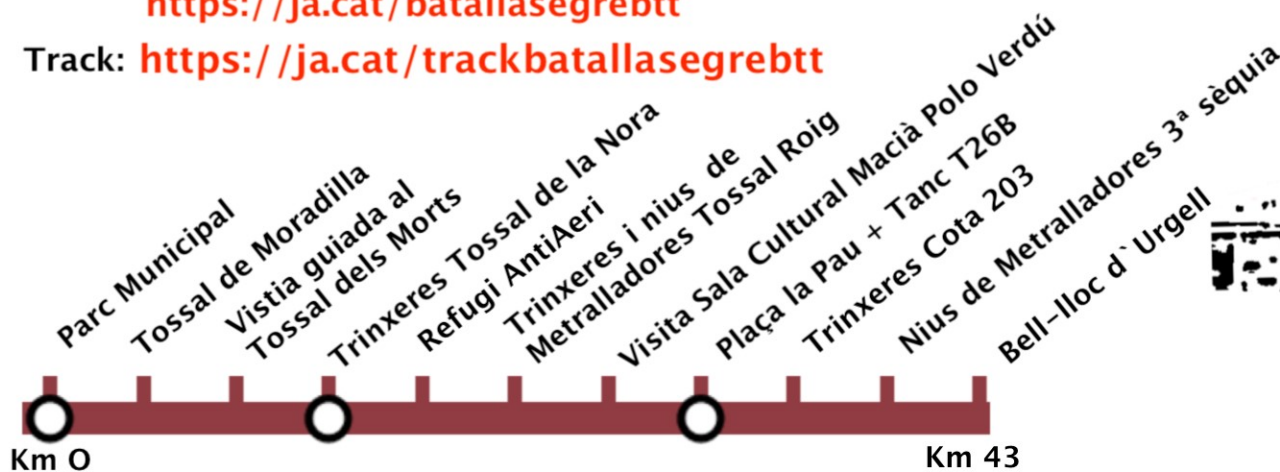 https://ja.cat/batallasegrebtt
Track: https://ja.cat/trackbatallasegrebtt
Parc Municipal
Tossal de Moradilla
Vistia guiada al
Tossal dels Morts
Trinxeres Tossal de la Nora
Refugi AntiAeri
Trinxeres i nius de
Metralladores Tossal Roig
Visita Sala Cultural Macià Polo Verdú
Plaça la Pau + Tanc T26B
Trinxeres Cota 203
Nius de Metralladores 3ª sèquia
Bell-lloc d`Urgell
Km 0
Km 43